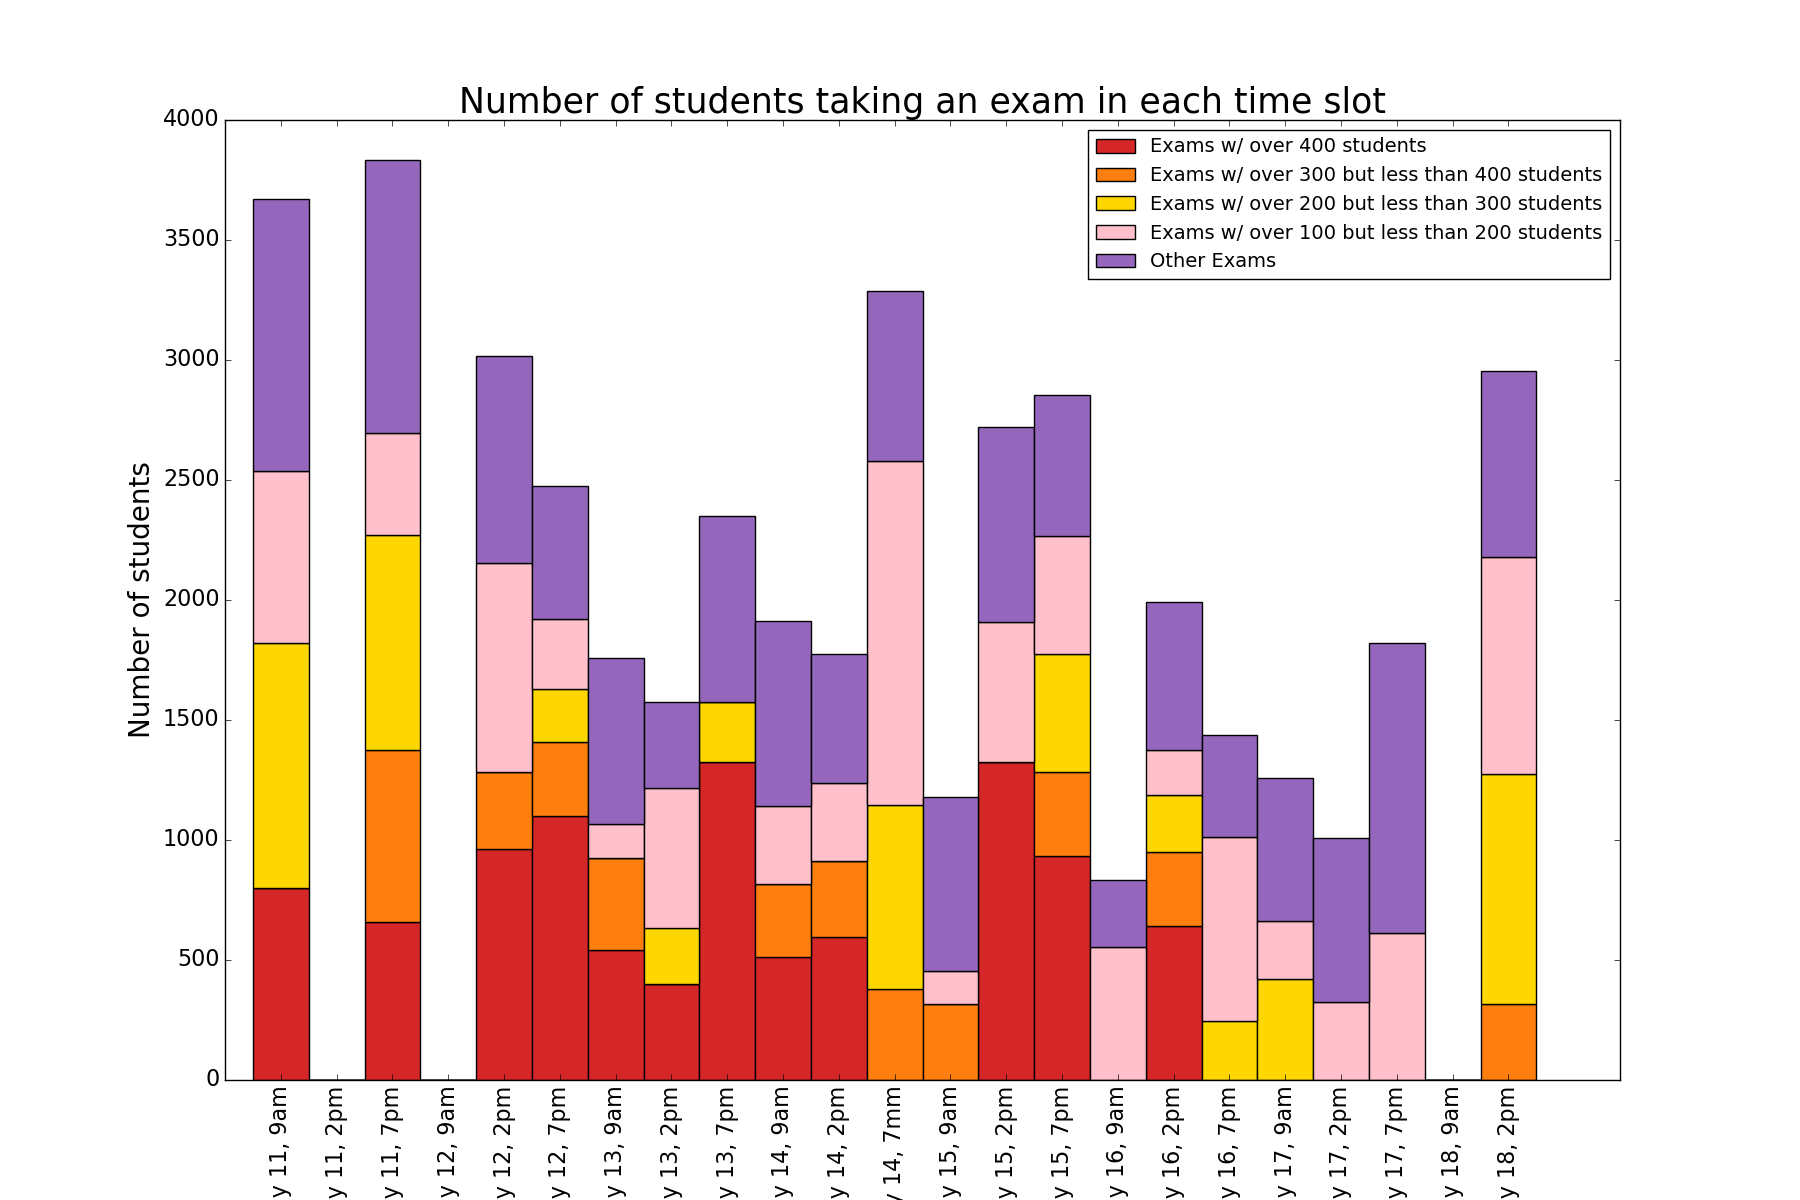 Number of students taking an exam in each time slot
Number of students
4000
3500
3000
2500
2000
1500
1000
500
0
Exams w/ over 400 students
Exams w/ over 300 but less than 400 students
Exams w/ over 200 but less than 300 students
Exams w/ over 100 but less than 200 students
Other Exams
y 11, 9am
y 11, 2pm
y 11, 7pm
y 12, 9am
y 12, 2pm
y 12, 7pm
y 13, 9am
y 13, 2pm
y 13, 7pm
y 14, 9am
y 14, 2pm
y 14, 7mm
y 15, 9am
y 15, 2pm
y 15, 7pm
y 16, 9am
y 16, 2pm
y 16, 7pm
y 17, 9am
y 17, 2pm
y 17, 7pm
y 18, 9am
y 18, 2pm